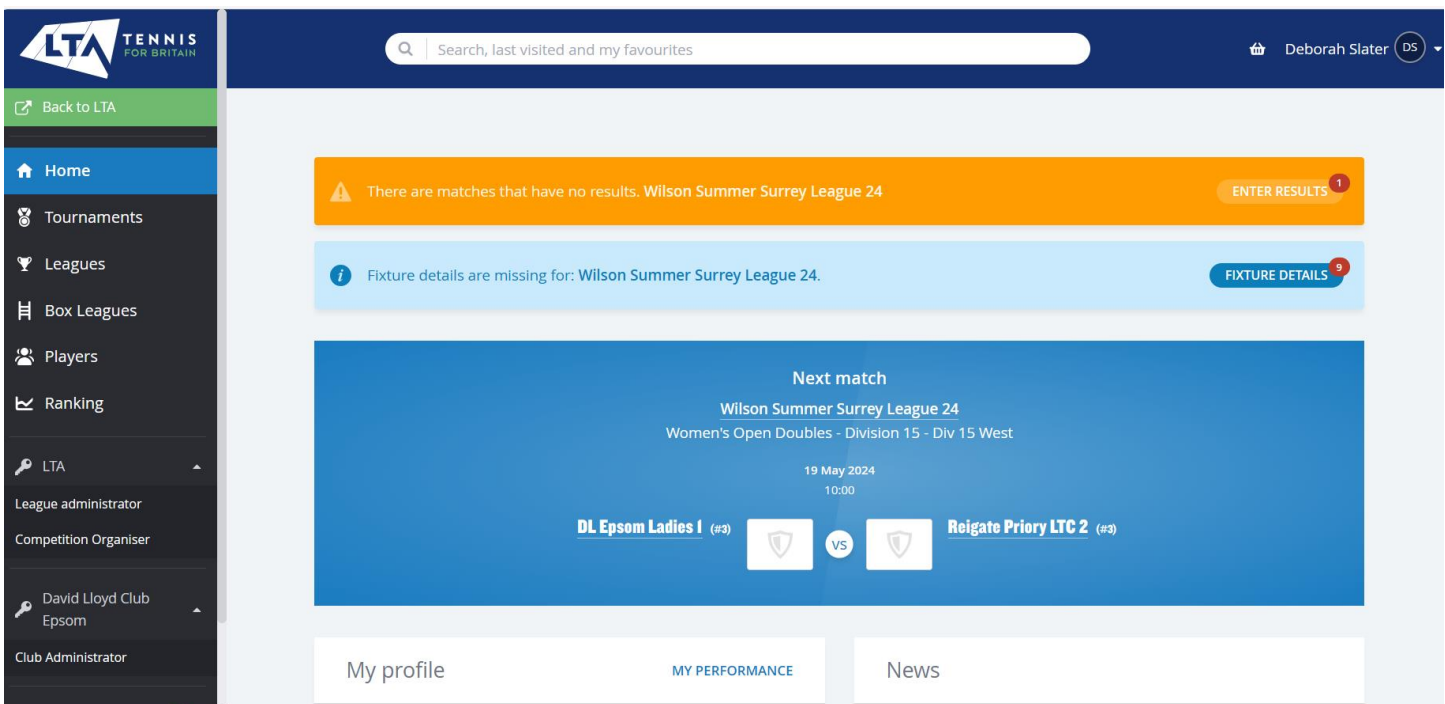 LTA TENNIS
FOR BRITAIN
Search, last visited and my favourites
Deborah Slater DS
Back to LTA
Home
Tournaments
Leagues
Box Leagues
Players
Ranking
LTA
League administrator
Competition Organiser
David Lloyd Club
Epsom
Club Administrator
There are matches that have no results. Wilson Summer Surrey League 24
ENTER RESULTS 1
Fixture details are missing for: Wilson Summer Surrey League 24.
FIXTURE DETAILS 9
Next match
Wilson Summer Surrey League 24
Women's Open Doubles - Division 15 - Div 15 West
19 May 2024
10:00
DL Epsom Ladies 1 (#3) VS Reigate Priory LTC 2 (#3)
My profile MY PERFORMANCE
News